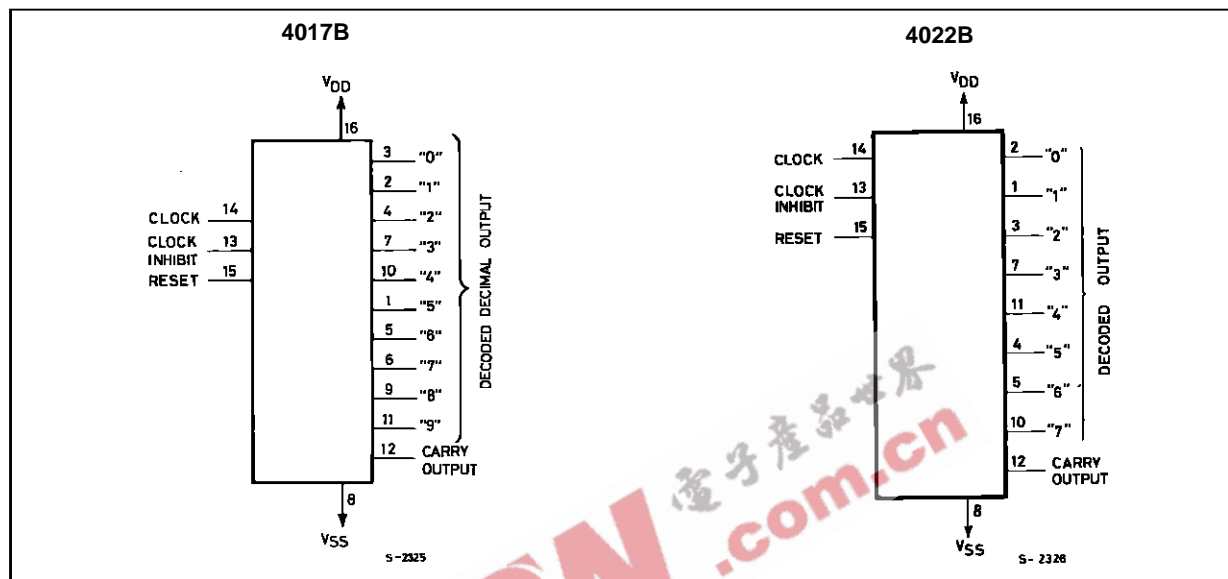 4017B
VDD
16
3 "0"
2 "1"
4 "2"
7 "3"
10 "4"
1 "5"
5 "6"
6 "7"
9 "8"
11 "9"
12 CARRY OUTPUT
DECODED DECIMAL OUTPUT
CLOCK 14
CLOCK INHIBIT 13
RESET 15
8
VSS
S-2325
4022B
VDD
16
CLOCK 14
CLOCK INHIBIT 13
RESET 15
2 "0"
1 "1"
3 "2"
7 "3"
11 "4"
4 "5"
5 "6"
10 "7"
12 CARRY OUTPUT
DECODED OUTPUT
8
VSS
S-2326
電子産品世界
.com.cn